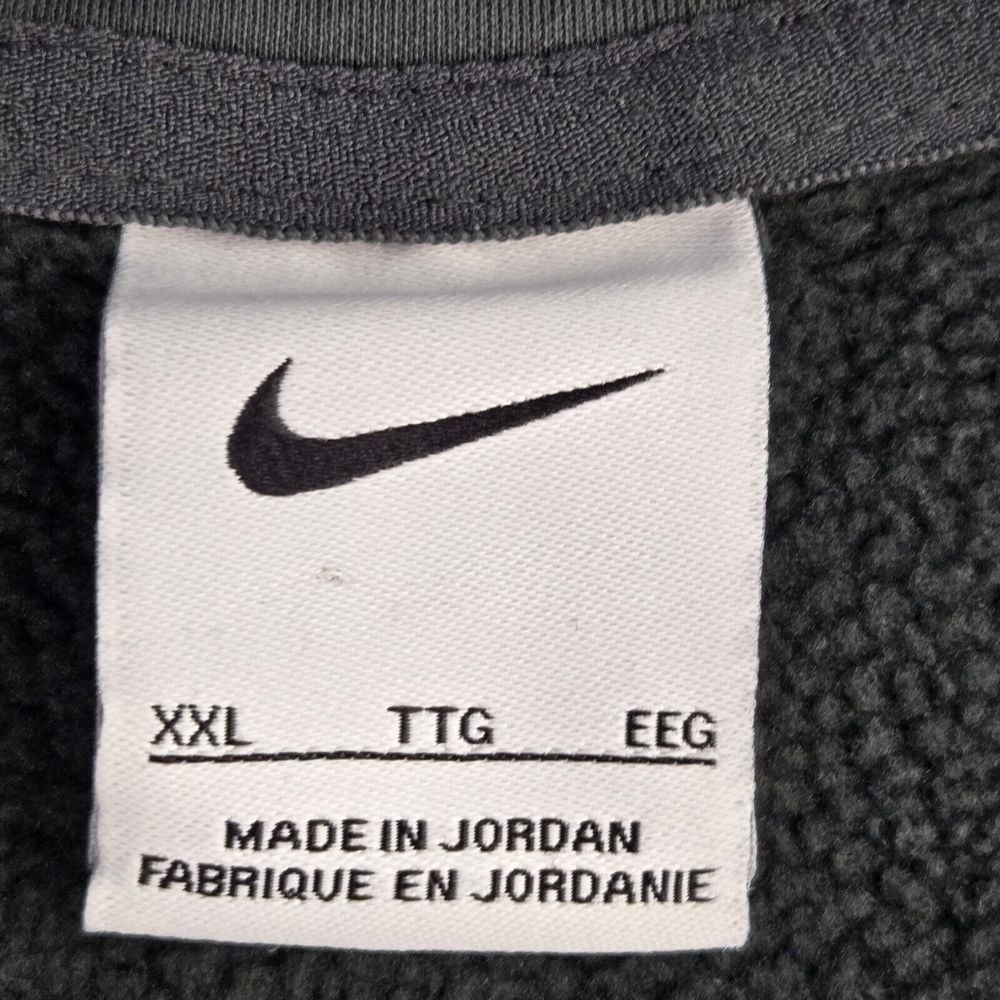 XXL TTG EEG
MADE IN JORDAN
FABRIQUE EN JORDANIE